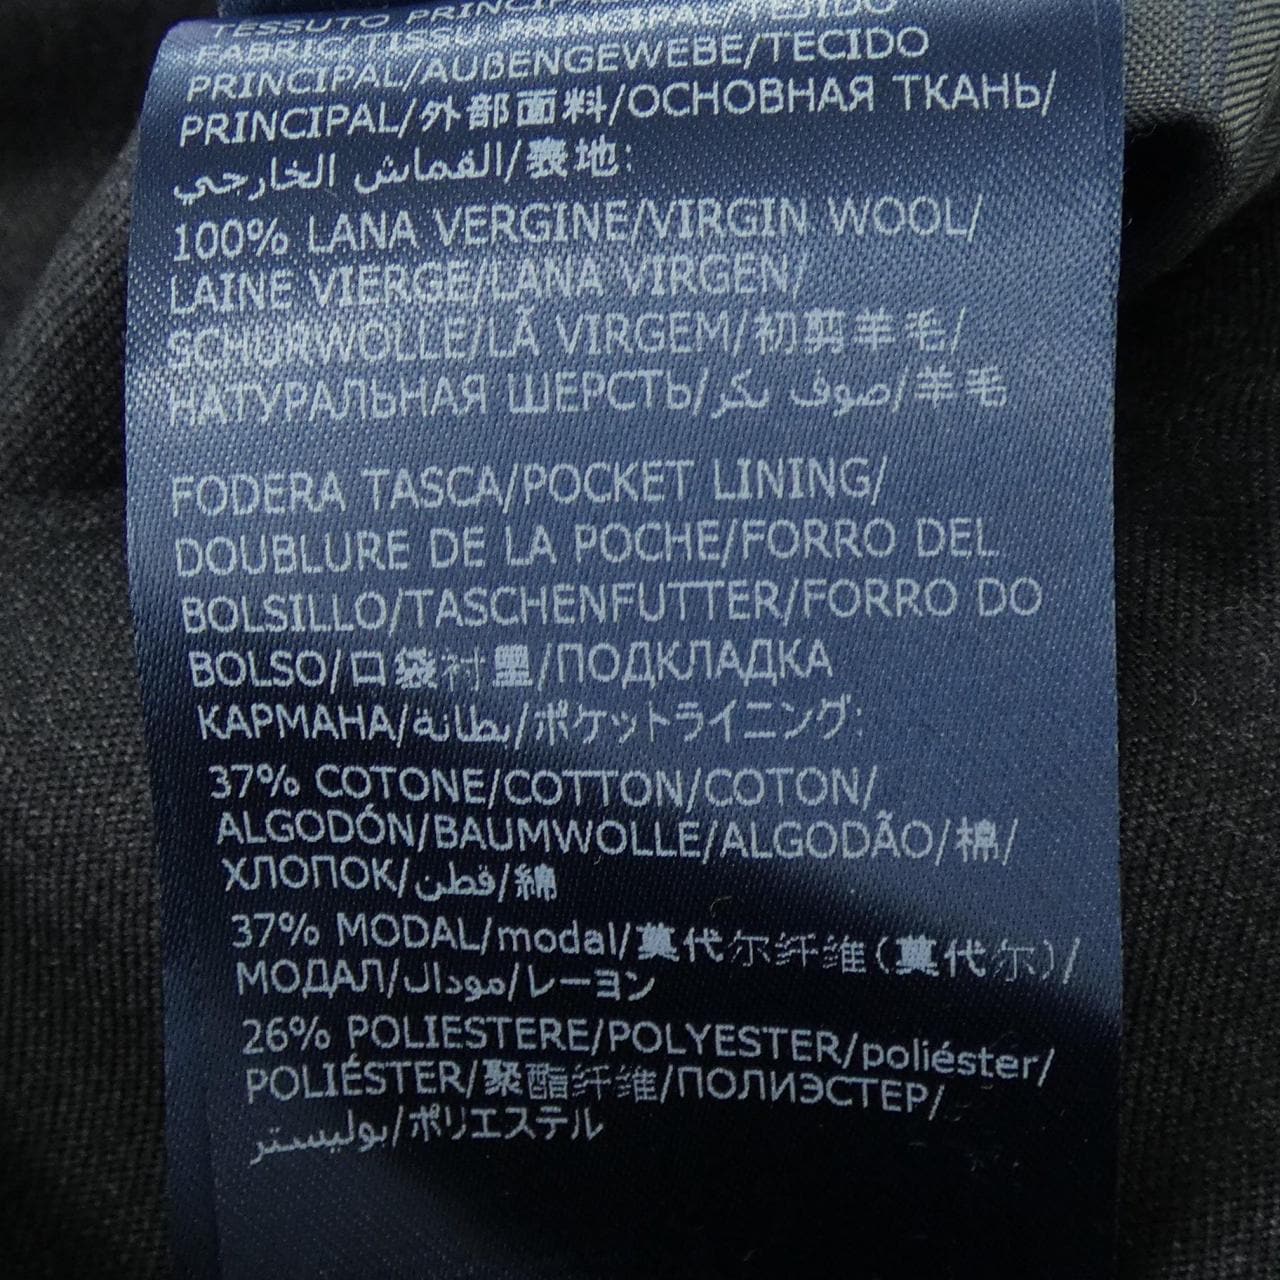 TESSUTO PRINCIPALE/
FABRIC/TISSU PRINCIPAL/TEJIDO
PRINCIPAL/AUßENGEWEBE/TECIDO
PRINCIPAL/外部面料/ОСНОВНАЯ ТКАНЬ/
القماش الخارجي/表地:
100% LANA VERGINE/VIRGIN WOOL/
LAINE VIERGE/LANA VIRGEN/
SCHURWOLLE/LÃ VIRGEM/初剪羊毛/
НАТУРАЛЬНАЯ ШЕРСТЬ/صوف بكر/羊毛
FODERA TASCA/POCKET LINING/
DOUBLURE DE LA POCHE/FORRO DEL
BOLSILLO/TASCHENFUTTER/FORRO DO
BOLSO/口袋衬里/ПОДКЛАДКА
КАРМАНА/بطانة/ポケットライニング:
37% COTONE/COTTON/COTON/
ALGODÓN/BAUMWOLLE/ALGODÃO/棉/
ХЛОПОК/قطن/綿
37% MODAL/modal/莫代尔纤维(莫代尔)/
МОДАЛ/مودال/レーヨン
26% POLIESTERE/POLYESTER/poliéster/
POLIÉSTER/聚酯纤维/ПОЛИЭСТЕР/
بوليستر/ポリエステル